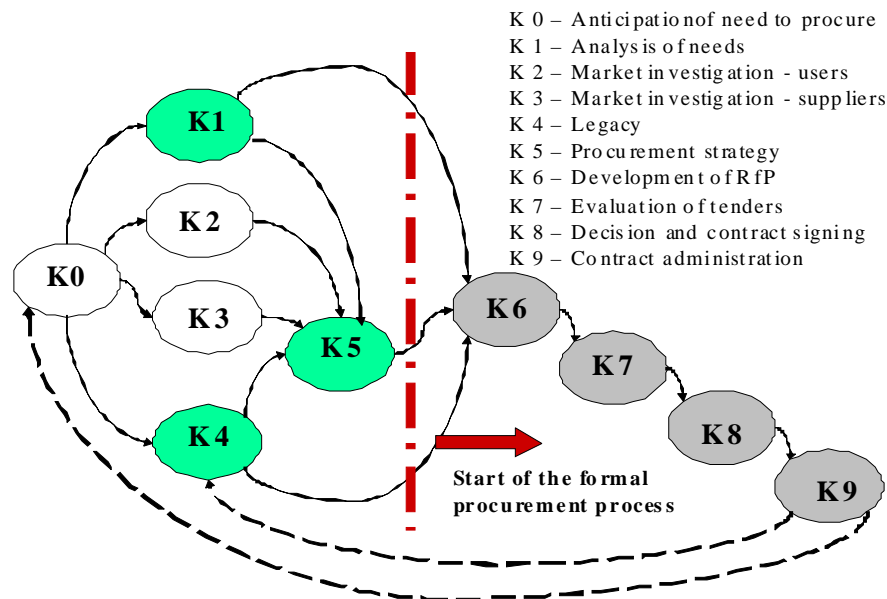 K 0 – Anticipationof need to procure
K 1 – Analysis of needs
K 2 – Market investigation - users
K 3 – Market investigation - suppliers
K 4 – Legacy
K 5 – Procurement strategy
K 6 – Development of RfP
K 7 – Evaluation of tenders
K 8 – Decision and contract signing
K 9 – Contract administration
K1
K2
K0
K3
K5
K4
K6
K7
K8
K9
Start of the formal
procurement process